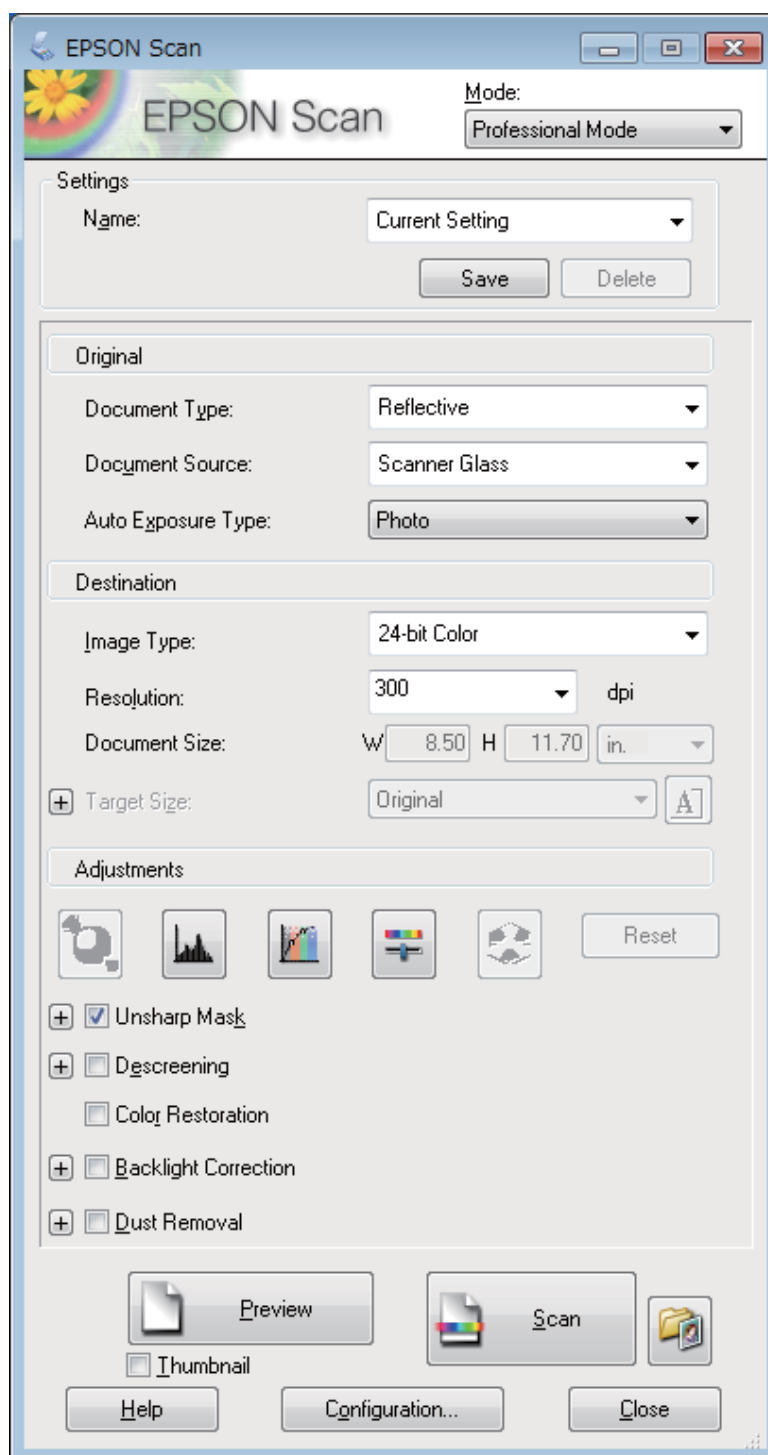 EPSON Scan
EPSON Scan
Mode:
Professional Mode
Settings
Name:
Current Setting
Save
Delete
Original
Document Type:
Reflective
Document Source:
Scanner Glass
Auto Exposure Type:
Photo
Destination
Image Type:
24-bit Color
Resolution:
300
dpi
Document Size:
W 8.50 H 11.70 in.
Target Size:
Original
A
Adjustments
Reset
Unsharp Mask
Descreening
Color Restoration
Backlight Correction
Dust Removal
Preview
Scan
Thumbnail
Help
Configuration...
Close